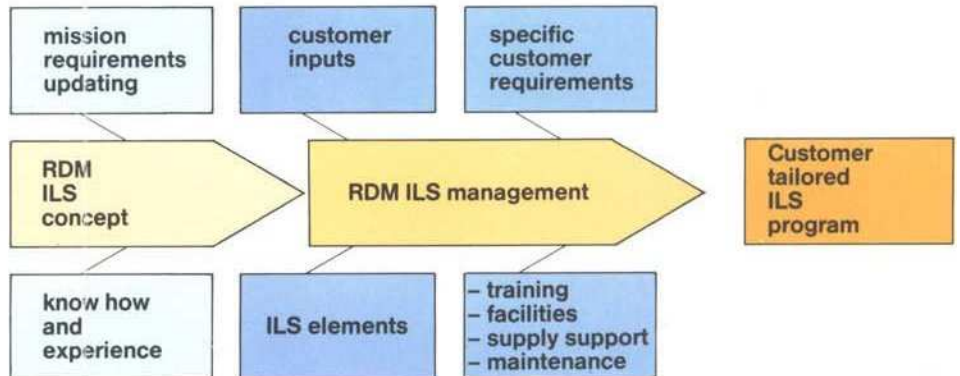 mission
requirements
updating
customer
inputs
specific
customer
requirements
RDM
ILS
concept
RDM ILS management
Customer
tailored
ILS
program
know how
and
experience
ILS elements
– training
– facilities
– supply support
– maintenance